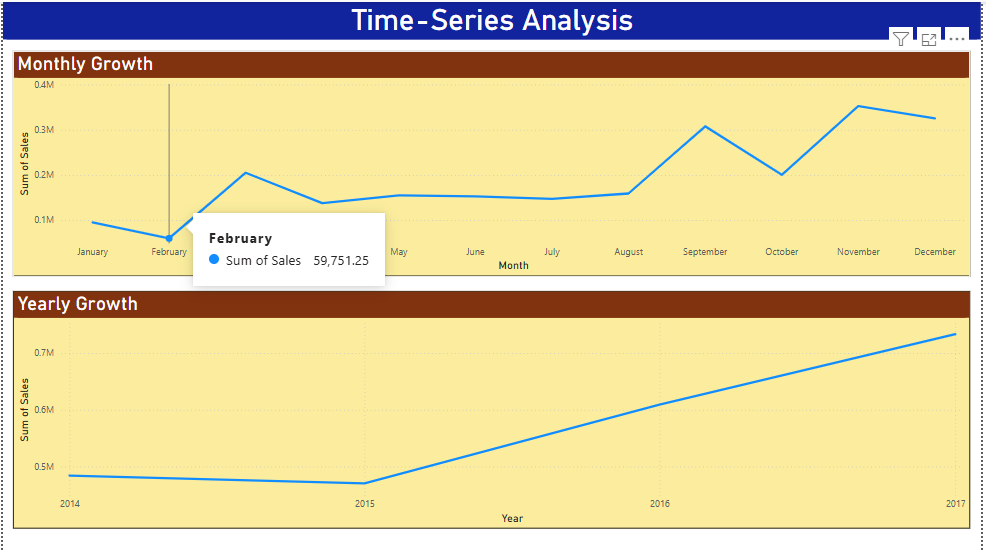 Time-Series Analysis
Monthly Growth
0.4M
0.3M
0.2M
0.1M
Sum of Sales
February
Sum of Sales 59,751.25
January February May June July August September October November December
Month
Yearly Growth
0.7M
0.6M
0.5M
Sum of Sales
2014 2015 2016 2017
Year